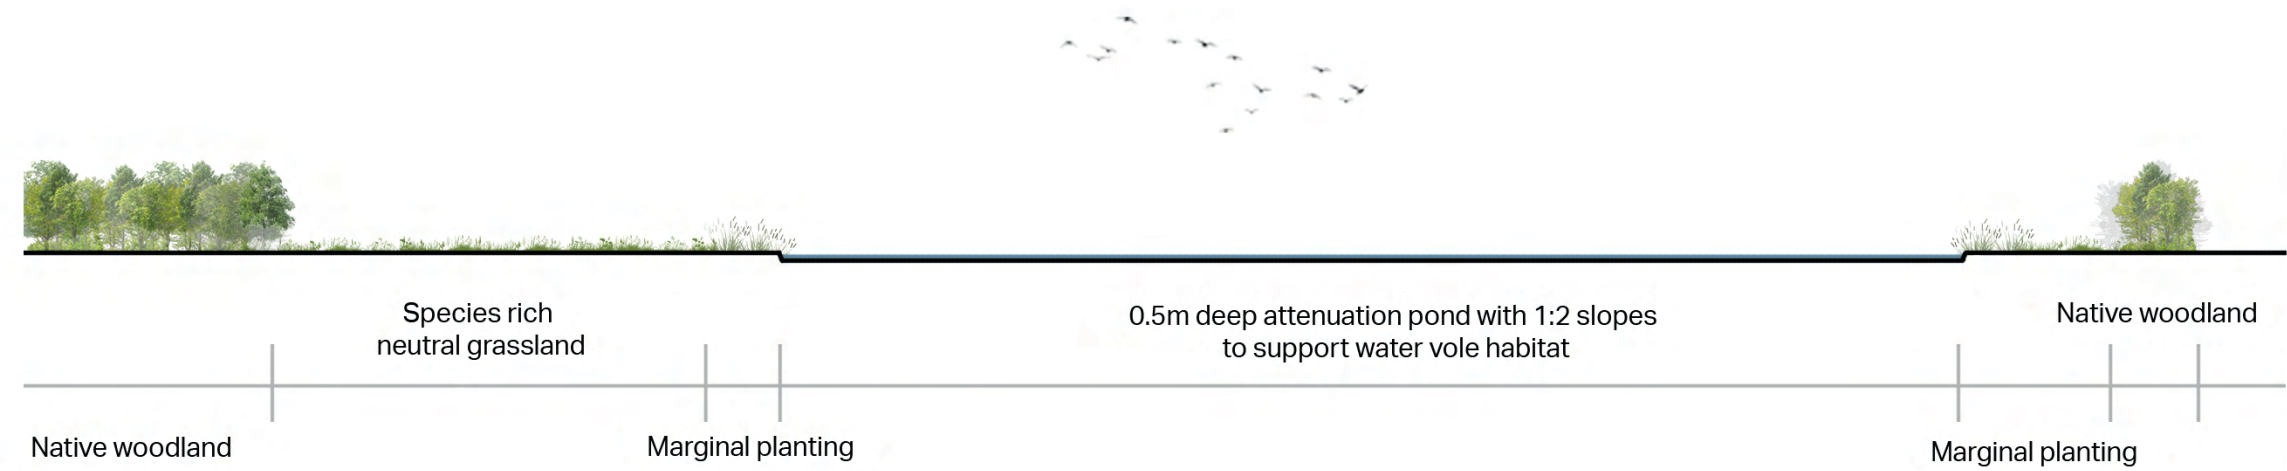 Species rich
neutral grassland
0.5m deep attenuation pond with 1:2 slopes
to support water vole habitat
Native woodland
Native woodland
Marginal planting
Marginal planting